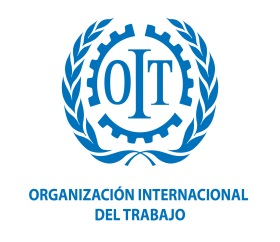 OIT
ORGANIZACIÓN INTERNACIONAL
DEL TRABAJO